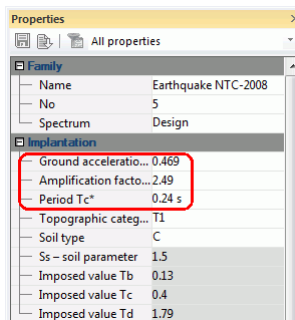 Properties
All properties
Family
Name Earthquake NTC-2008
No 5
Spectrum Design
Implantation
Ground acceleratio... 0.469
Amplification facto... 2.49
Period Tc* 0.24 s
Topographic categ... T1
Soil type C
Ss – soil parameter 1.5
Imposed value Tb 0.13
Imposed value Tc 0.4
Imposed value Td 1.79